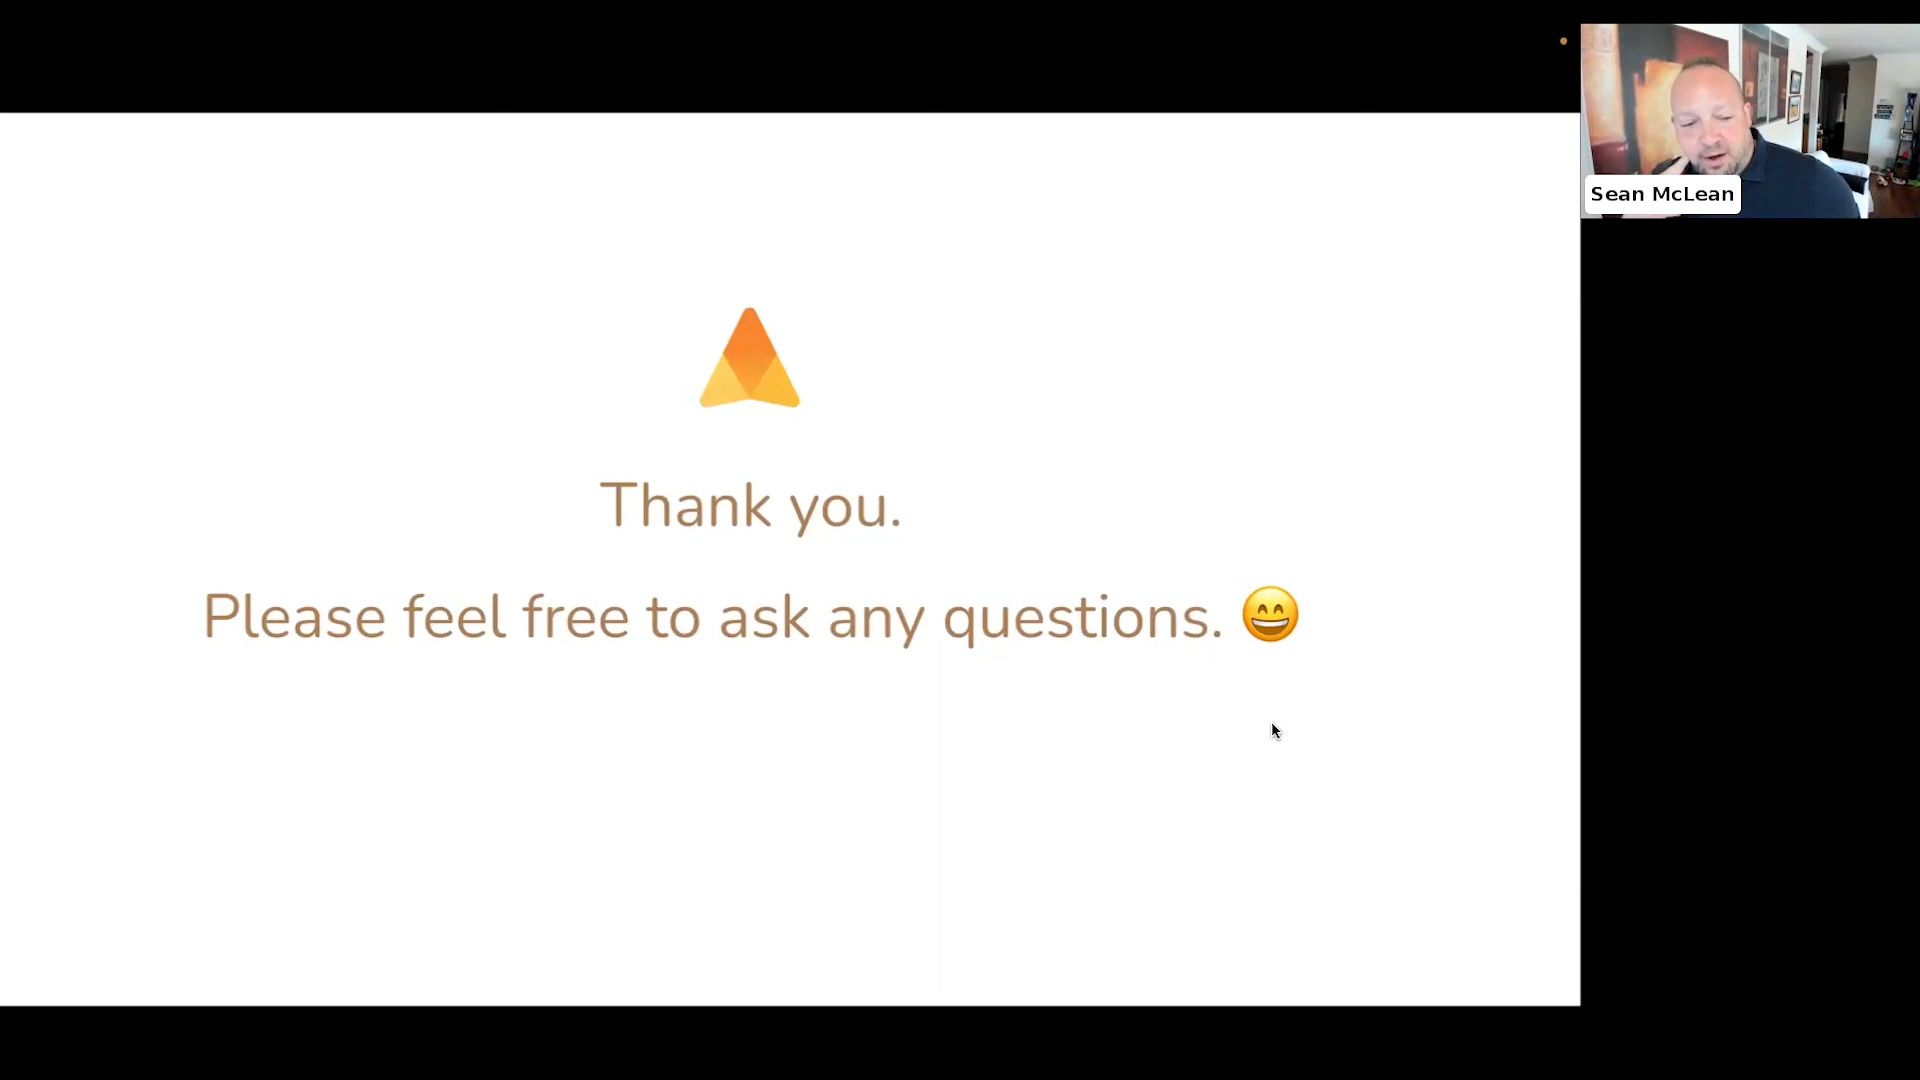 Sean McLean
Thank you.
Please feel free to ask any questions. 😄